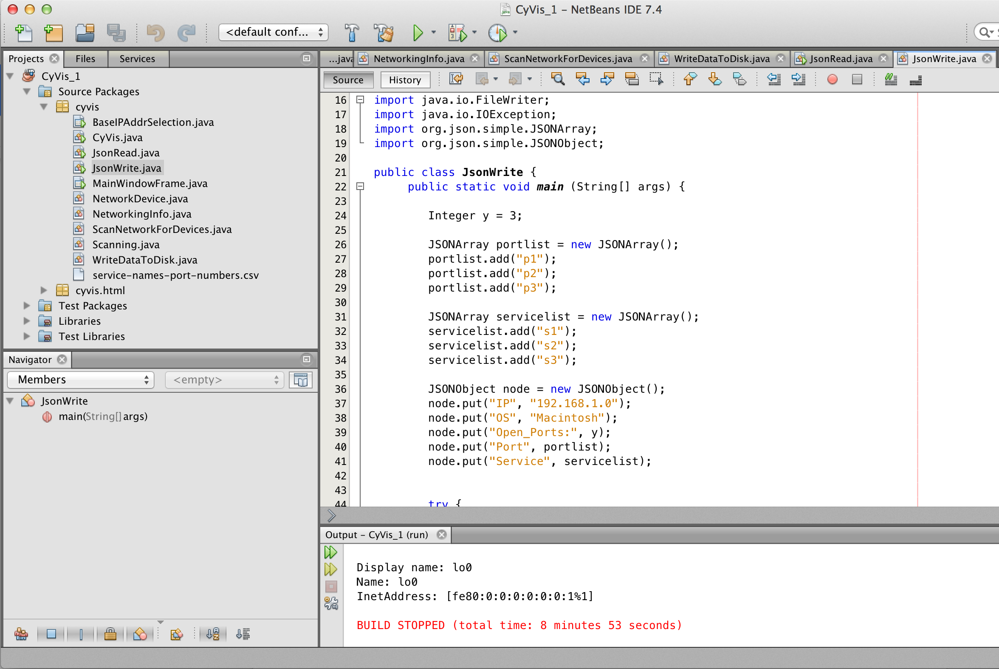 CyVis_1 – NetBeans IDE 7.4
<default conf...
Projects
Files
Services
CyVis_1
Source Packages
cyvis
BaseIPAddrSelection.java
CyVis.java
JsonRead.java
JsonWrite.java
MainWindowFrame.java
NetworkDevice.java
NetworkingInfo.java
ScanNetworkForDevices.java
Scanning.java
WriteDataToDisk.java
service-names-port-numbers.csv
cyvis.html
Test Packages
Libraries
Test Libraries
Navigator
Members
<empty>
JsonWrite
main(String[] args)
...java
NetworkingInfo.java
ScanNetworkForDevices.java
WriteDataToDisk.java
JsonRead.java
JsonWrite.java
Source
History
16 import java.io.FileWriter;
17 import java.io.IOException;
18 import org.json.simple.JSONArray;
19 import org.json.simple.JSONObject;
20
21 public class JsonWrite {
22 public static void main (String[] args) {
23
24 Integer y = 3;
25
26 JSONArray portlist = new JSONArray();
27 portlist.add("p1");
28 portlist.add("p2");
29 portlist.add("p3");
30
31 JSONArray servicelist = new JSONArray();
32 servicelist.add("s1");
33 servicelist.add("s2");
34 servicelist.add("s3");
35
36 JSONObject node = new JSONObject();
37 node.put("IP", "192.168.1.0");
38 node.put("OS", "Macintosh");
39 node.put("Open_Ports:", y);
40 node.put("Port", portlist);
41 node.put("Service", servicelist);
42
43
44 try {
Output – CyVis_1 (run)
Display name: lo0
Name: lo0
InetAddress: [fe80:0:0:0:0:0:0:1%1]
BUILD STOPPED (total time: 8 minutes 53 seconds)